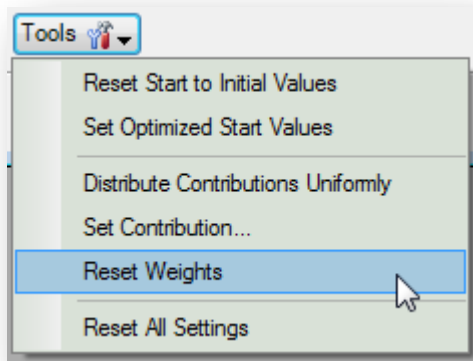 Tools
Reset Start to Initial Values
Set Optimized Start Values
Distribute Contributions Uniformly
Set Contribution...
Reset Weights
Reset All Settings